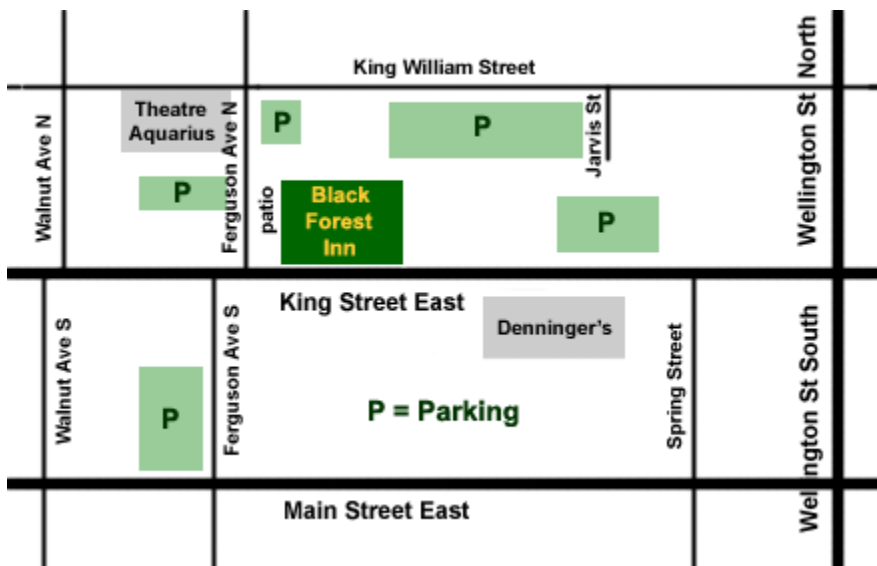 King William Street
North
Theatre
Aquarius
P
P
Jarvis St
Walnut Ave N
Ferguson Ave N
P
patio
Black
Forest
Inn
P
Wellington St
King Street East
Denninger's
Walnut Ave S
Ferguson Ave S
P
P = Parking
Spring Street
Wellington St South
Main Street East